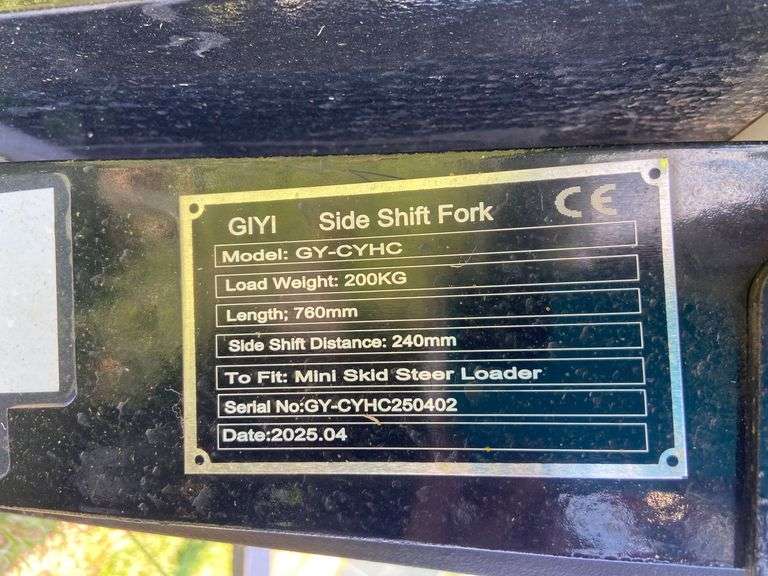 GIYI Side Shift Fork CE
Model: GY-CYHC
Load Weight: 200KG
Length; 760mm
Side Shift Distance: 240mm
To Fit: Mini Skid Steer Loader
Serial No:GY-CYHC250402
Date:2025.04